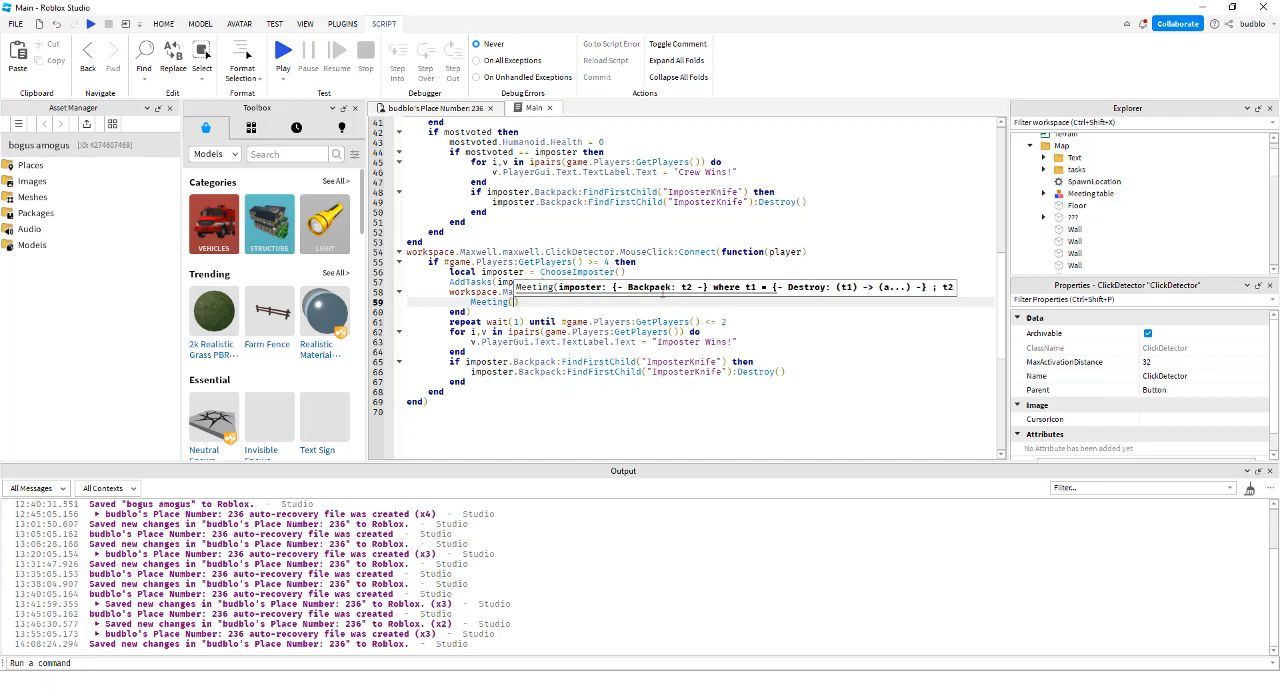 Main - Roblox Studio
FILE HOME MODEL AVATAR TEST VIEW PLUGINS SCRIPT Collaborate budblo
Paste Cut Copy Back Fwd Find Replace Select Format Selection Play Pause Resume Stop Step Into Step Over Step Out Never On All Exceptions On Unhandled Exceptions Go to Script Error Reload Script Commit Toggle Comment Expand All Folds Collapse All Folds
Clipboard Navigate Edit Format Test Debugger Debug Errors Actions
Asset Manager
bogus amogus [ID: 4274607469]
Places
Images
Meshes
Packages
Audio
Models
Toolbox
Models Search
Categories See All >
VEHICLES STRUCTURE LIGHT
Trending See All >
2k Realistic Grass PBR... Farm Fence Realistic Material...
Essential
Neutral Invisible Text Sign
budblo's Place Number: 236 Main
41 end
42 if mostvoted then
43 mostvoted.Humanoid.Health = 0
44 if mostvoted == imposter then
45 for i,v in ipairs(game.Players:GetPlayers()) do
46 v.PlayerGui.Text.TextLabel.Text = "Crew Wins!"
47 end
48 if imposter.Backpack:FindFirstChild("ImposterKnife") then
49 imposter.Backpack:FindFirstChild("ImposterKnife"):Destroy()
50 end
51 end
52 end
53 end
54 workspace.Maxwell.maxwell.ClickDetector.MouseClick:Connect(function(player)
55 if #game.Players:GetPlayers() >= 4 then
56 local imposter = ChooseImposter()
57 AddTasks(imp
Meeting(imposter: {- Backpack: t2 -} where t1 = {- Destroy: (t1) -> (a...) -} ; t2
58 workspace.Ma
59 Meeting()
60 end)
61 repeat wait(1) until #game.Players:GetPlayers() <= 2
62 for i,v in ipairs(game.Players:GetPlayers()) do
63 v.PlayerGui.Text.TextLabel.Text = "Imposter Wins!"
64 end
65 if imposter.Backpack:FindFirstChild("ImposterKnife") then
66 imposter.Backpack:FindFirstChild("ImposterKnife"):Destroy()
67 end
68 end
69 end)
70
Explorer
Filter workspace (Ctrl+Shift+X)
Terrain
Map
Text
tasks
SpawnLocation
Meeting table
Floor
???
Wall
Wall
Wall
Wall
Properties - ClickDetector "ClickDetector"
Filter Properties (Ctrl+Shift+P)
Data
Archivable
ClassName ClickDetector
MaxActivationDistance 32
Name ClickDetector
Parent Button
Image
CursorIcon
Attributes
No Attribute has been added yet
Output
All Messages All Contexts Filter...
12:40:31.551 Saved "bogus amogus" to Roblox. - Studio
12:45:05.156 budblo's Place Number: 236 auto-recovery file was created (x4) - Studio
13:01:50.607 Saved new changes in "budblo's Place Number: 236" to Roblox. - Studio
13:05:05.162 budblo's Place Number: 236 auto-recovery file was created - Studio
13:06:28.168 Saved new changes in "budblo's Place Number: 236" to Roblox. - Studio
13:20:05.154 budblo's Place Number: 236 auto-recovery file was created (x3) - Studio
13:31:47.926 Saved new changes in "budblo's Place Number: 236" to Roblox. - Studio
13:35:05.153 budblo's Place Number: 236 auto-recovery file was created - Studio
13:38:04.907 Saved new changes in "budblo's Place Number: 236" to Roblox. - Studio
13:40:05.164 budblo's Place Number: 236 auto-recovery file was created - Studio
13:41:59.355 Saved new changes in "budblo's Place Number: 236" to Roblox. (x3) - Studio
13:45:05.162 budblo's Place Number: 236 auto-recovery file was created - Studio
13:46:30.577 Saved new changes in "budblo's Place Number: 236" to Roblox. (x2) - Studio
13:55:05.173 budblo's Place Number: 236 auto-recovery file was created (x3) - Studio
14:08:24.294 Saved new changes in "budblo's Place Number: 236" to Roblox. - Studio
Run a command